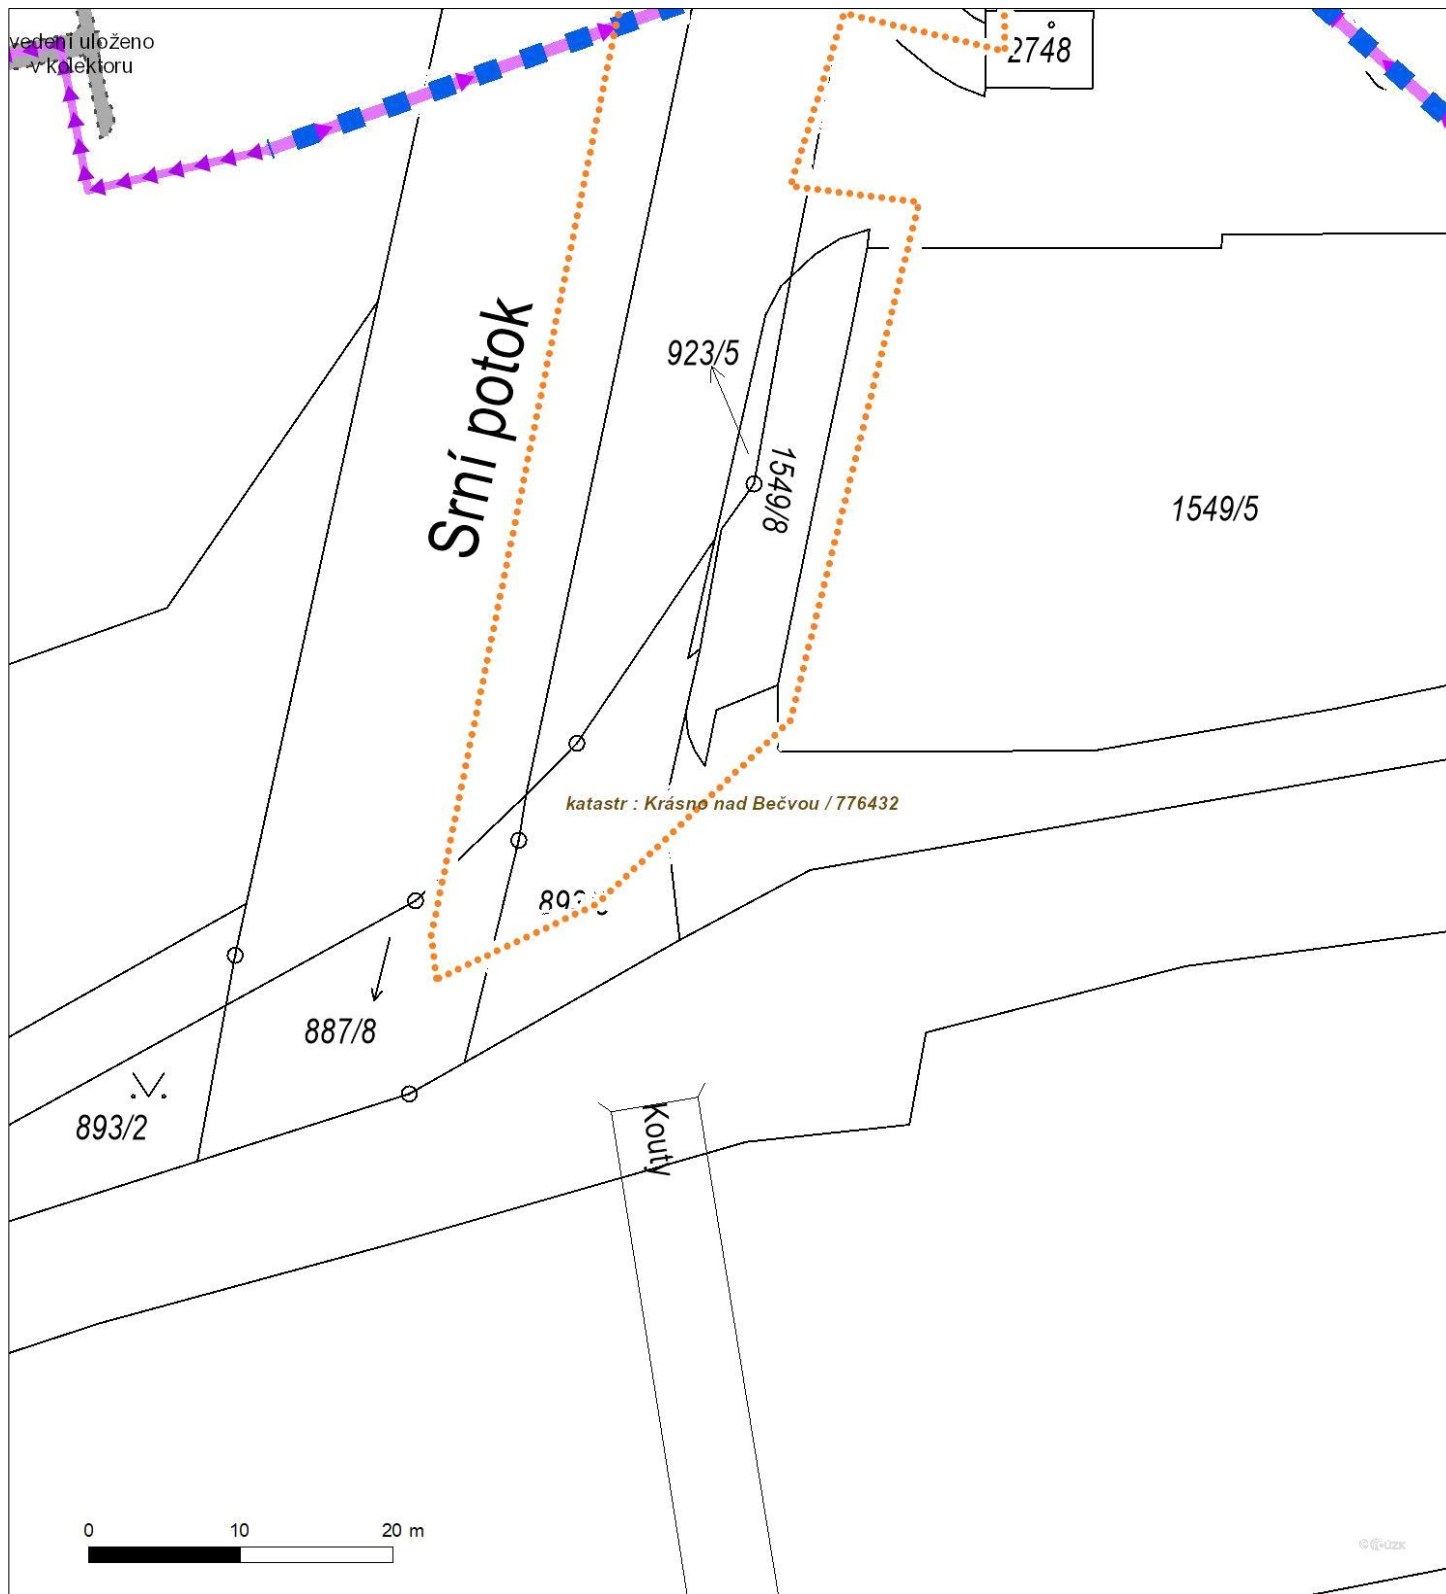 vedení uloženo
v kolektoru
2748
Srní potok
923/5
1549/8
1549/5
katastr : Krásno nad Bečvou / 776432
887/8
893/2
Kouty
0 10 20 m